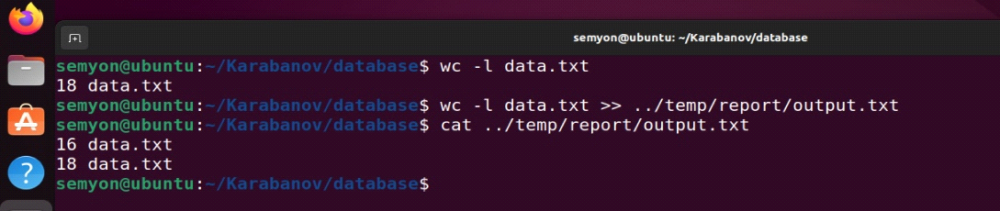 semyon@ubuntu: ~/Karabanov/database
semyon@ubuntu:~/Karabanov/database$ wc -l data.txt
18 data.txt
semyon@ubuntu:~/Karabanov/database$ wc -l data.txt >> ../temp/report/output.txt
semyon@ubuntu:~/Karabanov/database$ cat ../temp/report/output.txt
16 data.txt
18 data.txt
semyon@ubuntu:~/Karabanov/database$